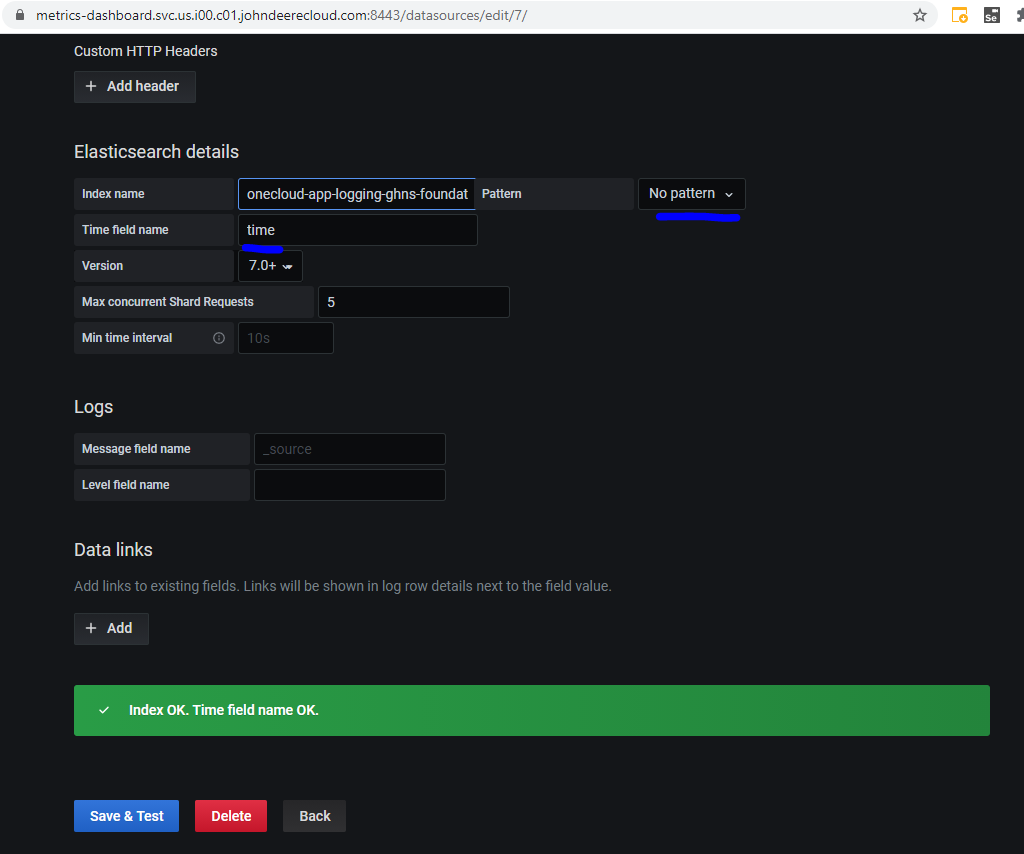 metrics-dashboard.svc.us.i00.c01.johndeerecloud.com:8443/datasources/edit/7/
Se
Custom HTTP Headers
+ Add header
Elasticsearch details
Index name onecloud-app-logging-ghns-foundat Pattern No pattern
Time field name time
Version 7.0+
Max concurrent Shard Requests 5
Min time interval 10s
Logs
Message field name _source
Level field name
Data links
Add links to existing fields. Links will be shown in log row details next to the field value.
+ Add
Index OK. Time field name OK.
Save & Test Delete Back